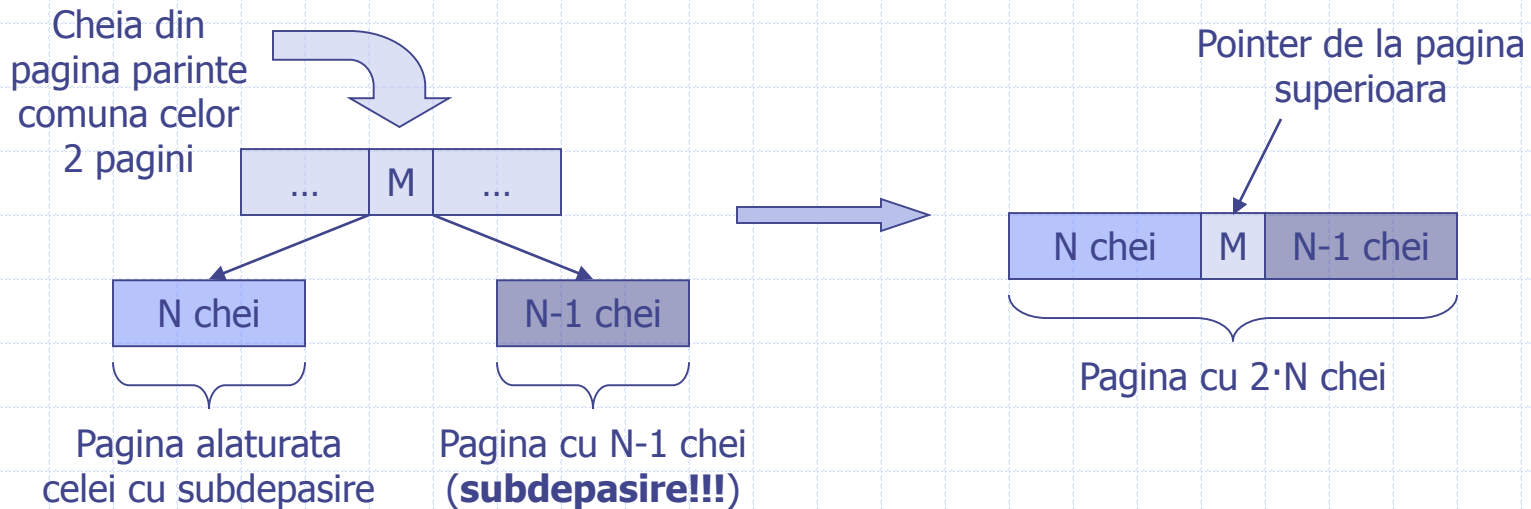 Cheia din
pagina parinte
comuna celor
2 pagini
... M ...
N chei
N-1 chei
Pagina alaturata
celei cu subdepasire
Pagina cu N-1 chei
(subdepasire!!!)
Pointer de la pagina
superioara
N chei M N-1 chei
Pagina cu 2·N chei